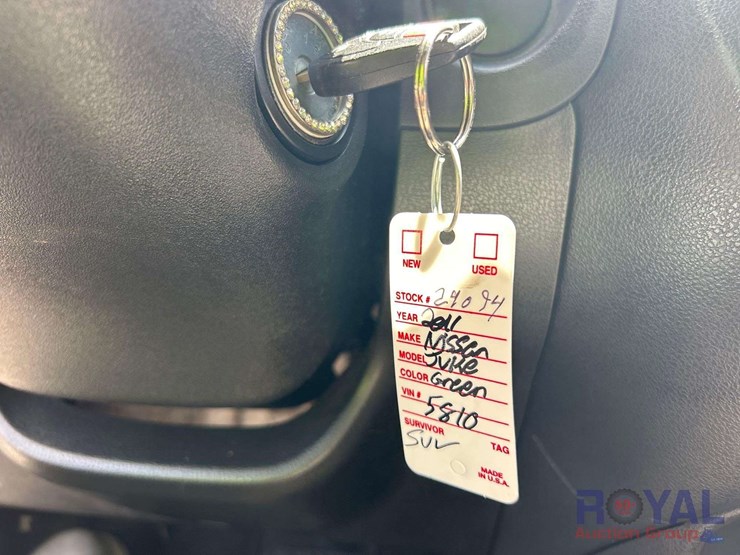 NEW USED
STOCK # 24094
YEAR 2011
MAKE Nissan
MODEL Juke
COLOR Green
VIN # 5810
SURVIVOR TAG
SUV
MADE
IN U.S.A.
ROYAL
Auction Group